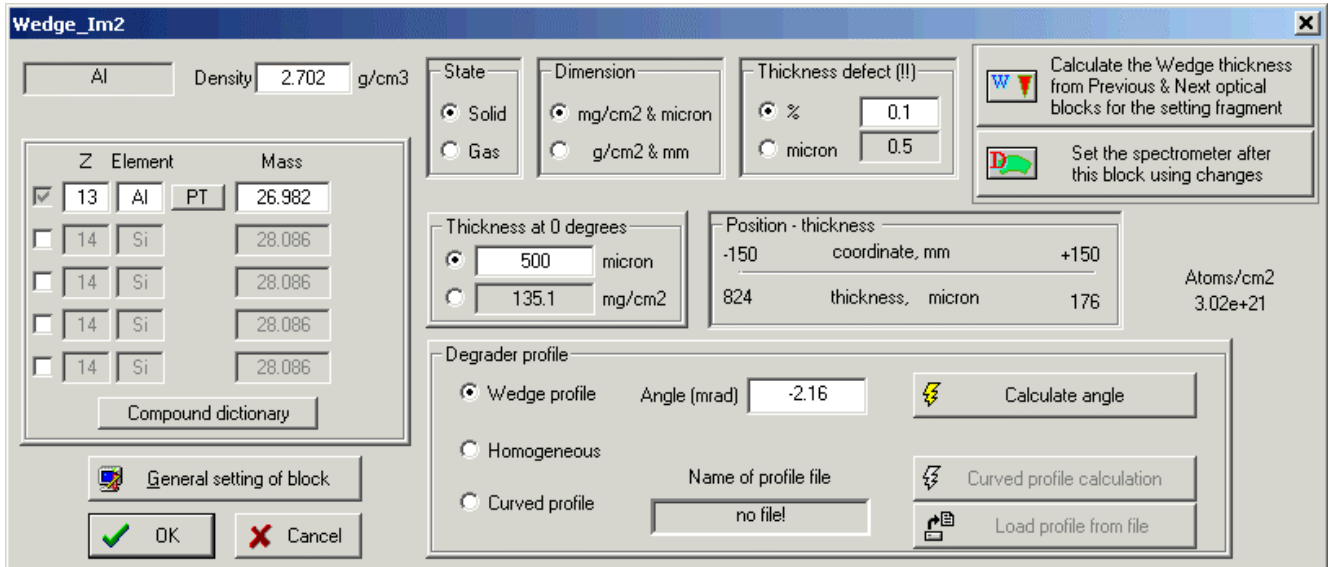 Wedge_Im2
Al Density 2.702 g/cm3
State
Solid
Gas
Dimension
mg/cm2 & micron
g/cm2 & mm
Thickness defect (!!)
% 0.1
micron 0.5
W Calculate the Wedge thickness
from Previous & Next optical
blocks for the setting fragment
D Set the spectrometer after
this block using changes
Z Element Mass
13 Al PT 26.982
14 Si 28.086
14 Si 28.086
14 Si 28.086
14 Si 28.086
Compound dictionary
Thickness at 0 degrees
500 micron
135.1 mg/cm2
Position - thickness
-150 coordinate, mm +150
824 thickness, micron 176
Atoms/cm2
3.02e+21
Degrader profile
Wedge profile Angle (mrad) -2.16 Calculate angle
Homogeneous
Curved profile
Name of profile file
no file!
Curved profile calculation
Load profile from file
General setting of block
OK Cancel